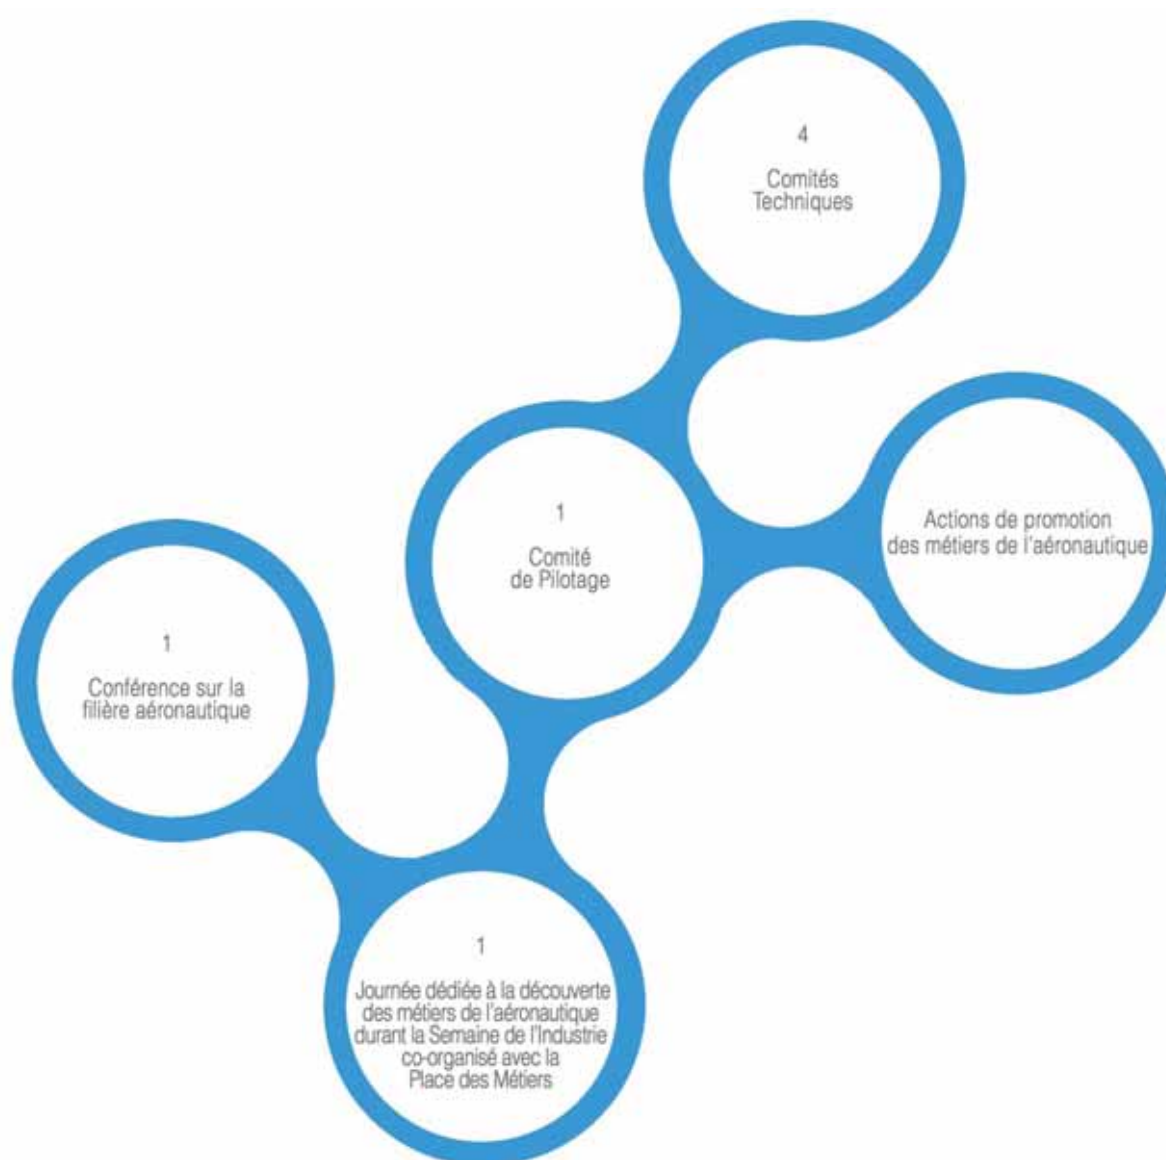 4
Comités
Techniques
Actions de promotion
des métiers de l'aéronautique
1
Comité
de Pilotage
1
Conférence sur la
filière aéronautique
1
Journée dédiée à la découverte
des métiers de l'aéronautique
durant la Semaine de l'Industrie
co-organisé avec la
Place des Métiers